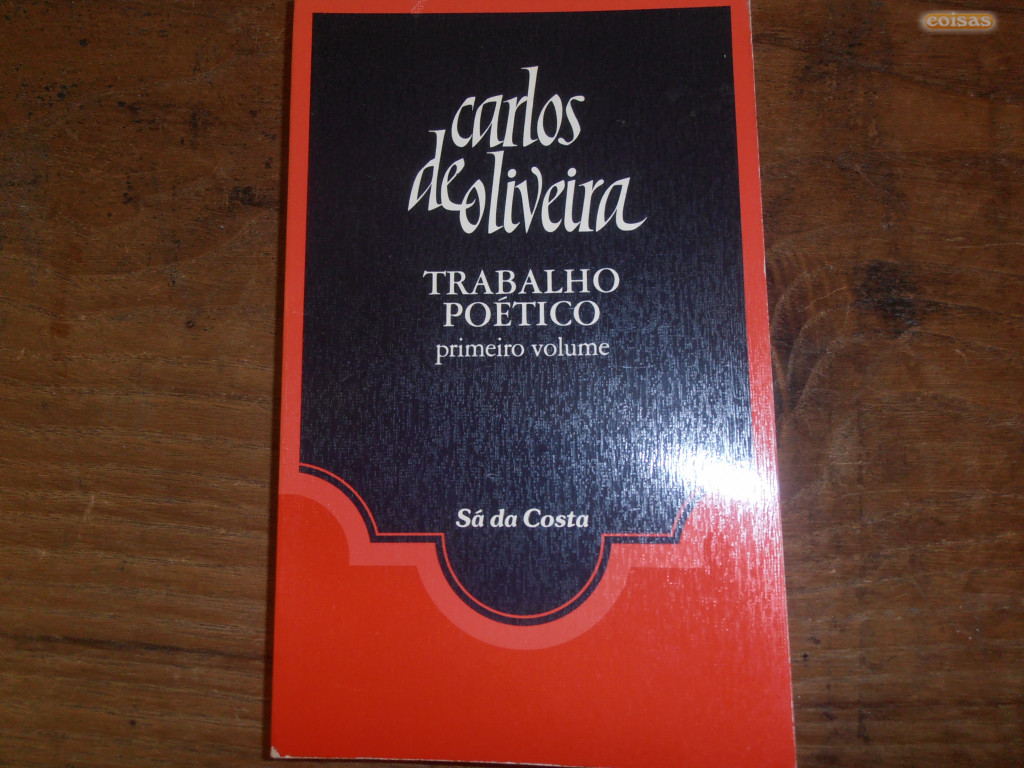 coisas
carlos
de oliveira
TRABALHO
POÉTICO
primeiro volume
Sá da Costa